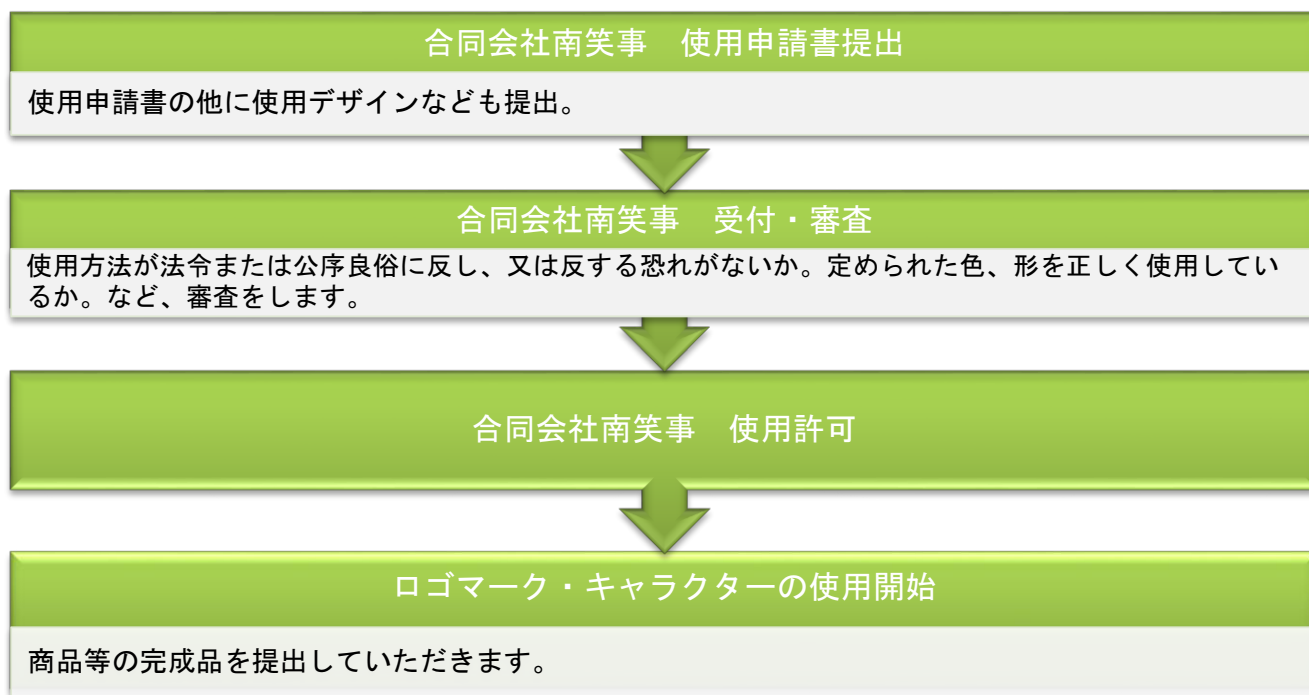 合同会社南笑事　使用申請書提出
使用申請書の他に使用デザインなども提出。
合同会社南笑事　受付・審査
使用方法が法令または公序良俗に反し、又は反する恐れがないか。定められた色、形を正しく使用してい
るか。など、審査をします。
合同会社南笑事　使用許可
ロゴマーク・キャラクターの使用開始
商品等の完成品を提出していただきます。